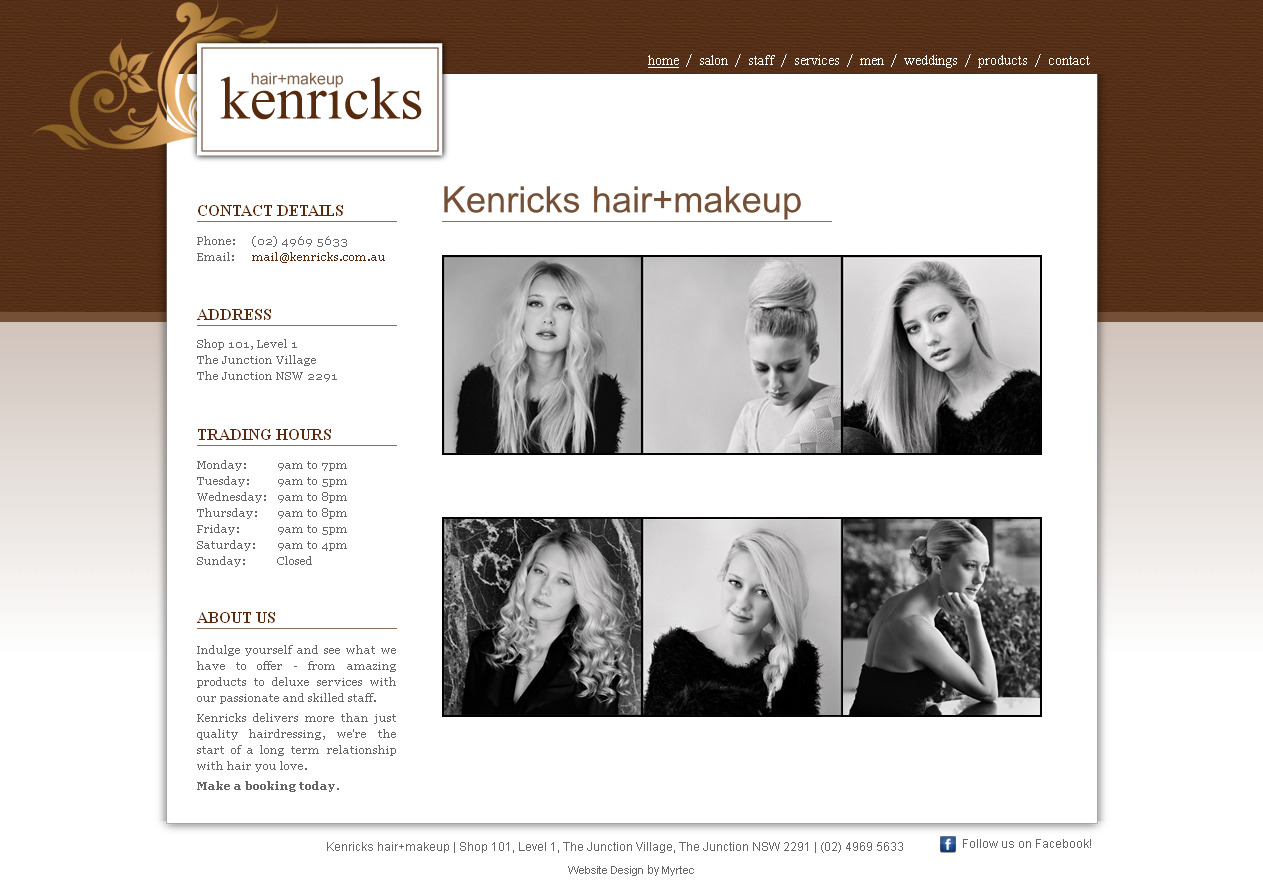 hair+makeup
kenricks
home / salon / staff / services / men / weddings / products / contact
Kenricks hair+makeup
CONTACT DETAILS
Phone: (02) 4969 5633
Email: mail@kenricks.com.au
ADDRESS
Shop 101, Level 1
The Junction Village
The Junction NSW 2291
TRADING HOURS
Monday: 9am to 7pm
Tuesday: 9am to 5pm
Wednesday: 9am to 8pm
Thursday: 9am to 8pm
Friday: 9am to 5pm
Saturday: 9am to 4pm
Sunday: Closed
ABOUT US
Indulge yourself and see what we
have to offer - from amazing
products to deluxe services with
our passionate and skilled staff.
Kenricks delivers more than just
quality hairdressing, we're the
start of a long term relationship
with hair you love.
Make a booking today.
Kenricks hair+makeup | Shop 101, Level 1, The Junction Village, The Junction NSW 2291 | (02) 4969 5633
Follow us on Facebook!
Website Design by Myrtec